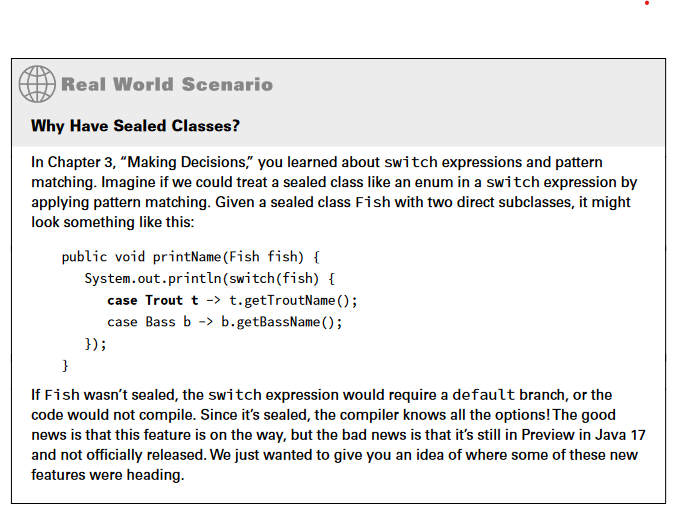 Real World Scenario
Why Have Sealed Classes?
In Chapter 3, “Making Decisions,” you learned about switch expressions and pattern
matching. Imagine if we could treat a sealed class like an enum in a switch expression by
applying pattern matching. Given a sealed class Fish with two direct subclasses, it might
look something like this:
public void printName(Fish fish) {
System.out.println(switch(fish) {
case Trout t -> t.getTroutName();
case Bass b -> b.getBassName();
});
}
If Fish wasn’t sealed, the switch expression would require a default branch, or the
code would not compile. Since it’s sealed, the compiler knows all the options! The good
news is that this feature is on the way, but the bad news is that it’s still in Preview in Java 17
and not officially released. We just wanted to give you an idea of where some of these new
features were heading.